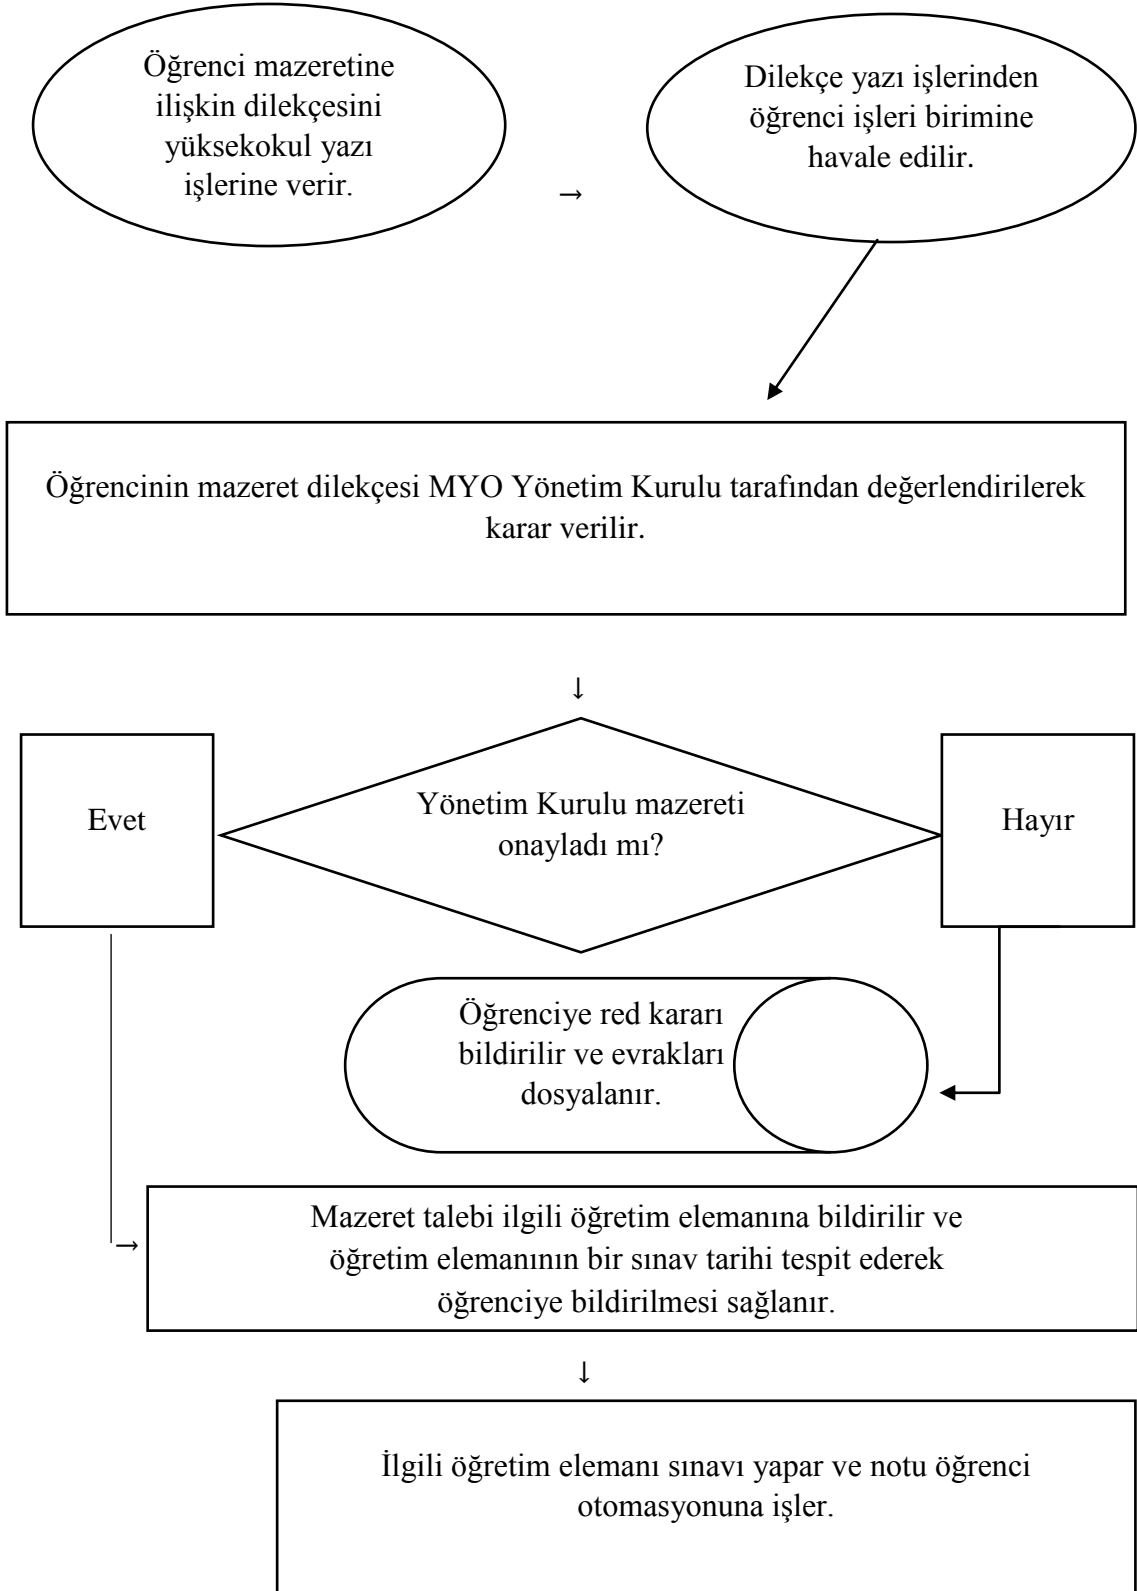 Öğrenci mazeretine
ilişkin dilekçesini
yüksekokul yazı
işlerine verir.
→
Dilekçe yazı işlerinden
öğrenci işleri birimine
havale edilir.
Öğrencinin mazeret dilekçesi MYO Yönetim Kurulu tarafından değerlendirilerek
karar verilir.
↓
Evet
Yönetim Kurulu mazereti
onayladı mı?
Hayır
Öğrenciye red kararı
bildirilir ve evrakları
dosyalanır.
→
Mazeret talebi ilgili öğretim elemanına bildirilir ve
öğretim elemanının bir sınav tarihi tespit ederek
öğrenciye bildirilmesi sağlanır.
↓
İlgili öğretim elemanı sınavı yapar ve notu öğrenci
otomasyonuna işler.